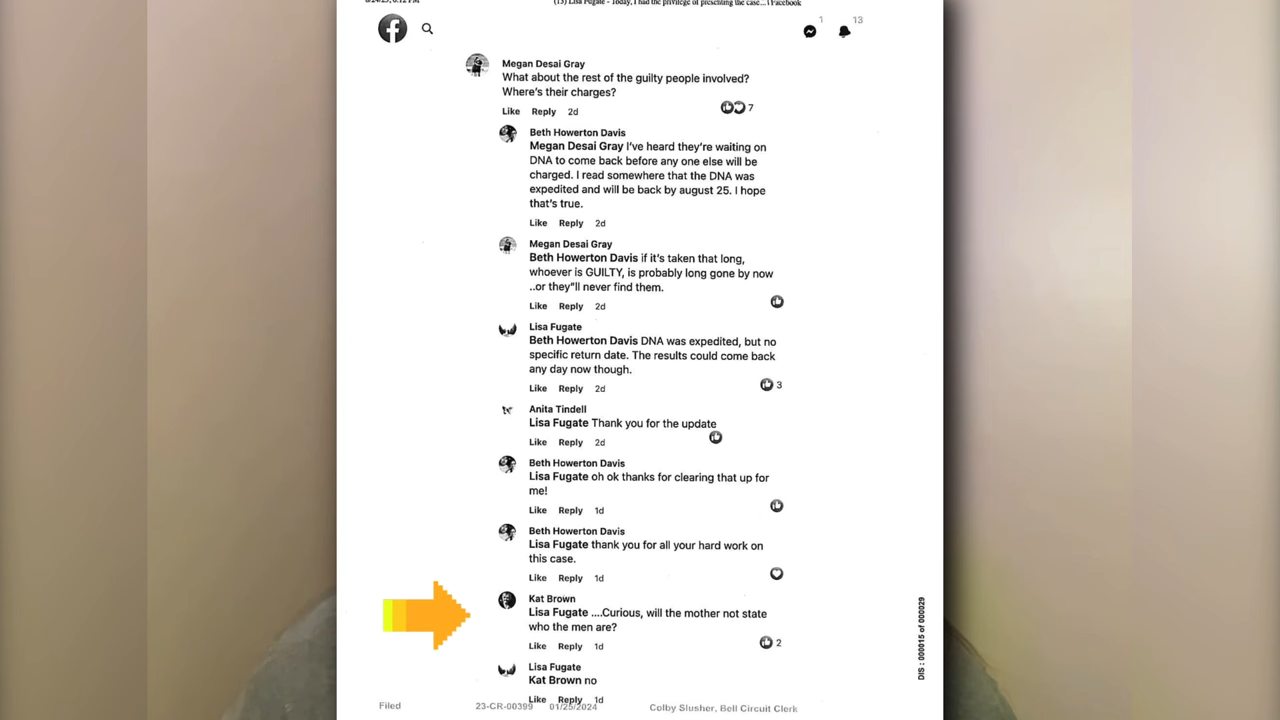 (13) Lisa Fugate - Today, I had the privilege of presenting the case... | Facebook
1
13
Megan Desai Gray
What about the rest of the guilty people involved?
Where's their charges?
Like Reply 2d
7
Beth Howerton Davis
Megan Desai Gray I've heard they're waiting on
DNA to come back before any one else will be
charged. I read somewhere that the DNA was
expedited and will be back by august 25. I hope
that's true.
Like Reply 2d
Megan Desai Gray
Beth Howerton Davis if it's taken that long,
whoever is GUILTY, is probably long gone by now
..or they"ll never find them.
Like Reply 2d
Lisa Fugate
Beth Howerton Davis DNA was expedited, but no
specific return date. The results could come back
any day now though.
Like Reply 2d
3
Anita Tindell
Lisa Fugate Thank you for the update
Like Reply 2d
Beth Howerton Davis
Lisa Fugate oh ok thanks for clearing that up for
me!
Like Reply 1d
Beth Howerton Davis
Lisa Fugate thank you for all your hard work on
this case.
Like Reply 1d
Kat Brown
Lisa Fugate ....Curious, will the mother not state
who the men are?
Like Reply 1d
2
Lisa Fugate
Kat Brown no
Like Reply 1d
Filed 23-CR-00399 01/25/2024 Colby Slusher, Bell Circuit Clerk
DIS : 000015 of 000029